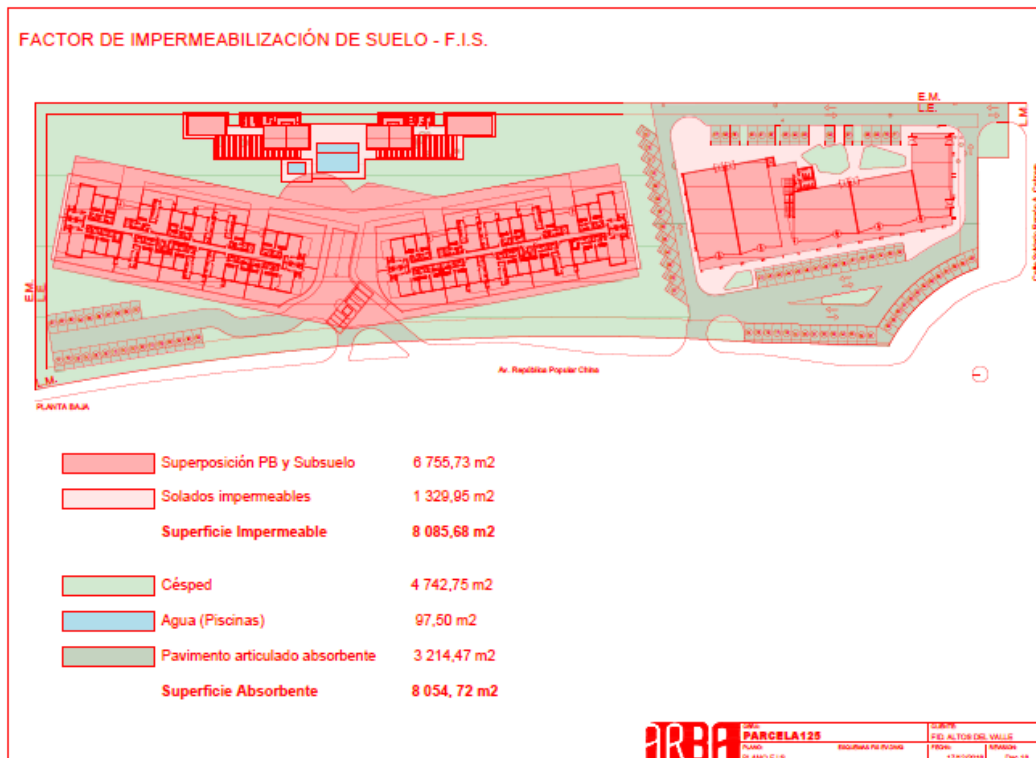 FACTOR DE IMPERMEABILIZACIÓN DE SUELO - F.I.S.
E.M.
L.E.
L.M.
E.M.
L.E.
L.M.
Av. República Popular China
PLANTA BAJA
Superposición PB y Subsuelo 6 755,73 m2
Solados impermeables 1 329,95 m2
Superficie Impermeable 8 085,68 m2
Césped 4 742,75 m2
Agua (Piscinas) 97,50 m2
Pavimento articulado absorbente 3 214,47 m2
Superficie Absorbente 8 054, 72 m2
ARBA
PARCELA125
FID. ALTOS DEL VALLE
PLANO F.I.S.